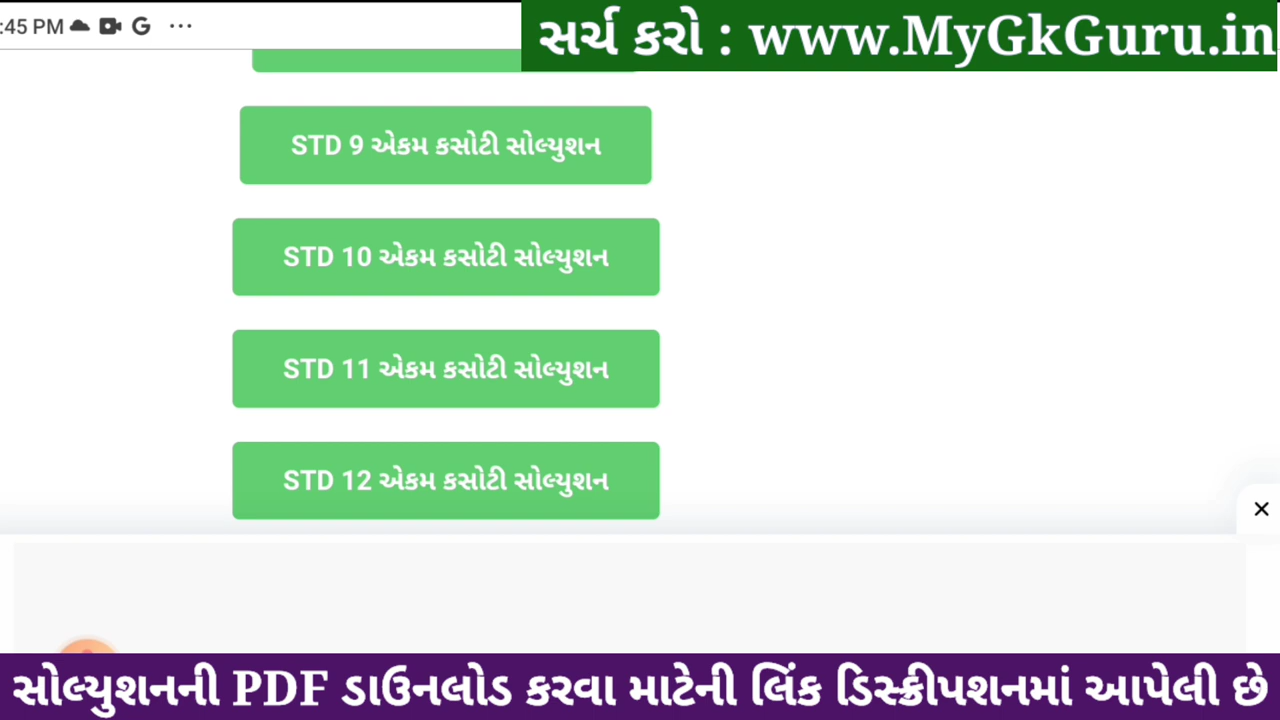 :45 PM G ...
સર્ચ કરો : www.MyGkGuru.in
STD 9 એકમ કસોટી સોલ્યુશન
STD 10 એકમ કસોટી સોલ્યુશન
STD 11 એકમ કસોટી સોલ્યુશન
STD 12 એકમ કસોટી સોલ્યુશન
સોલ્યુશનની PDF ડાઉનલોડ કરવા માટેની લિંક ડિસ્ક્રીપશનમાં આપેલી છે